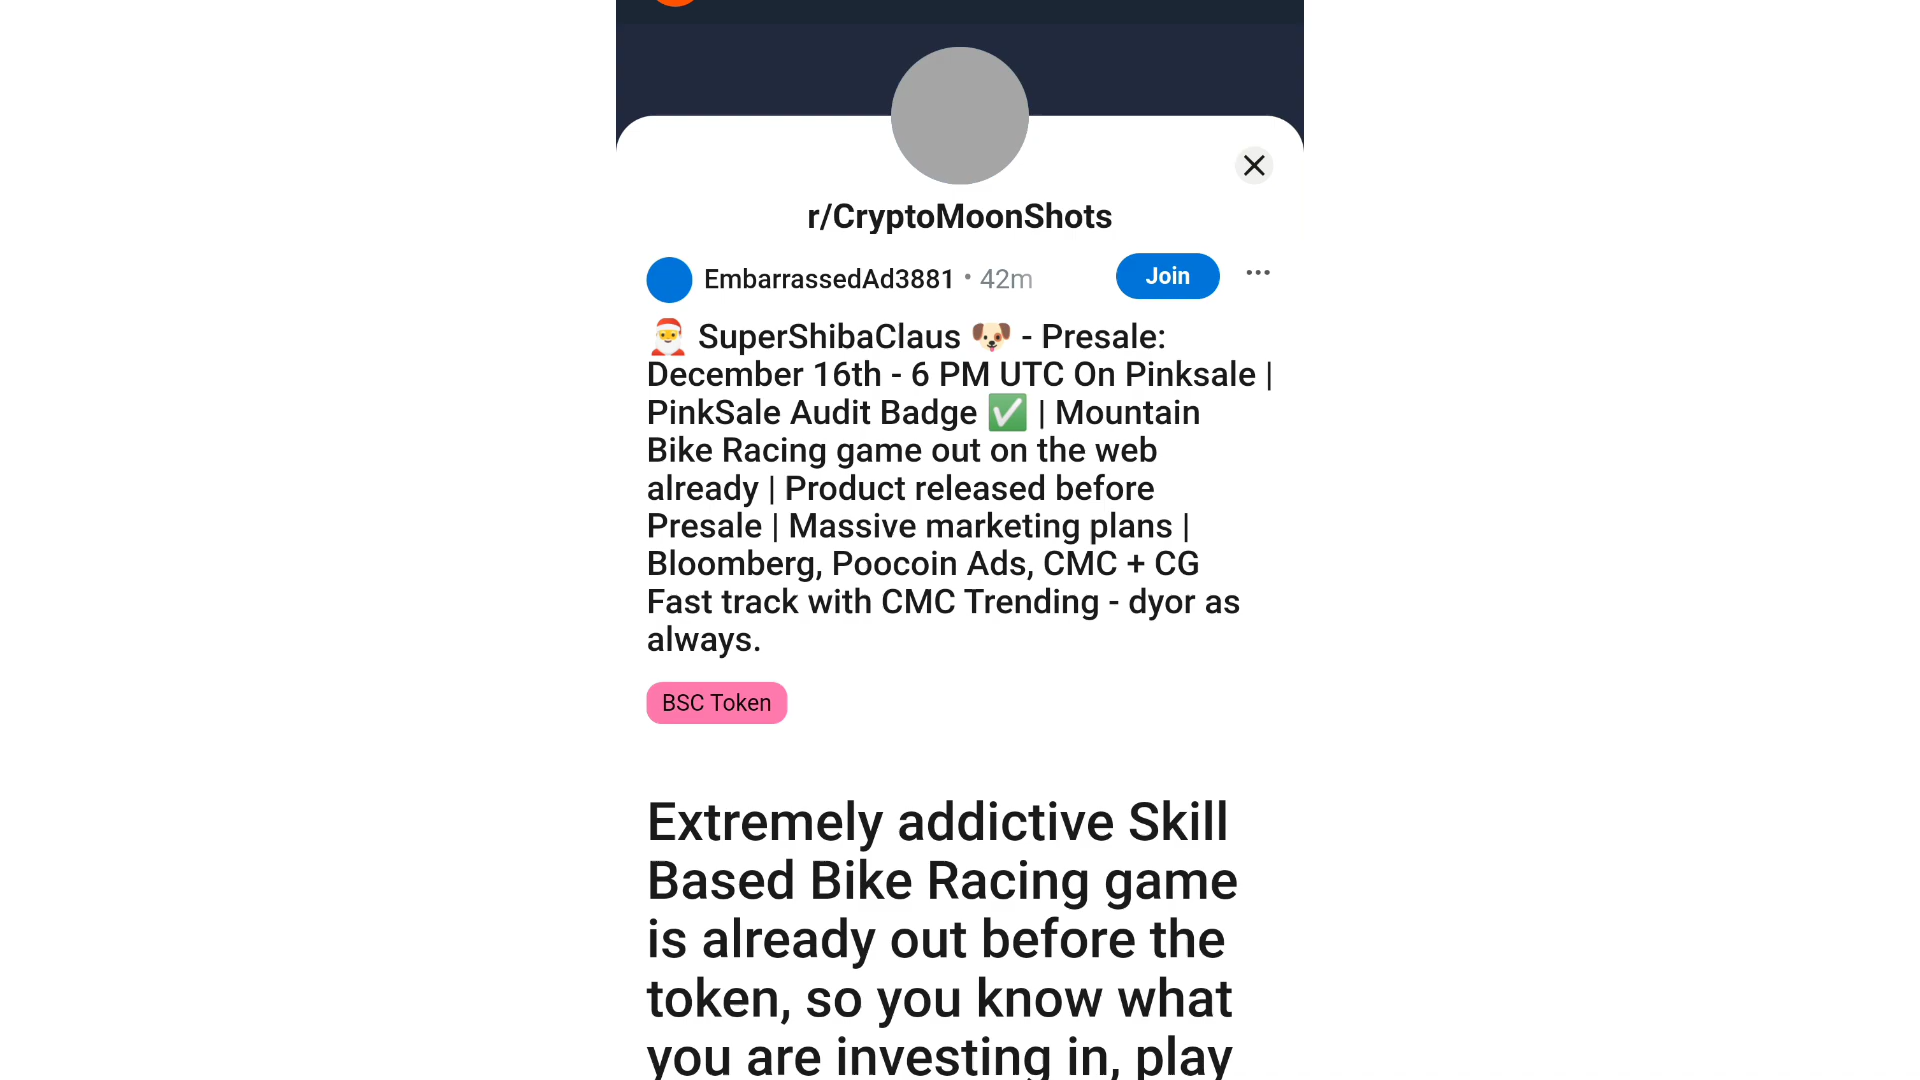 r/CryptoMoonShots
EmbarrassedAd3881 • 42m
Join
🎅 SuperShibaClaus 🐶 - Presale:
December 16th - 6 PM UTC On Pinksale |
PinkSale Audit Badge ✅ | Mountain
Bike Racing game out on the web
already | Product released before
Presale | Massive marketing plans |
Bloomberg, Poocoin Ads, CMC + CG
Fast track with CMC Trending - dyor as
always.
BSC Token
Extremely addictive Skill
Based Bike Racing game
is already out before the
token, so you know what
you are investing in, play